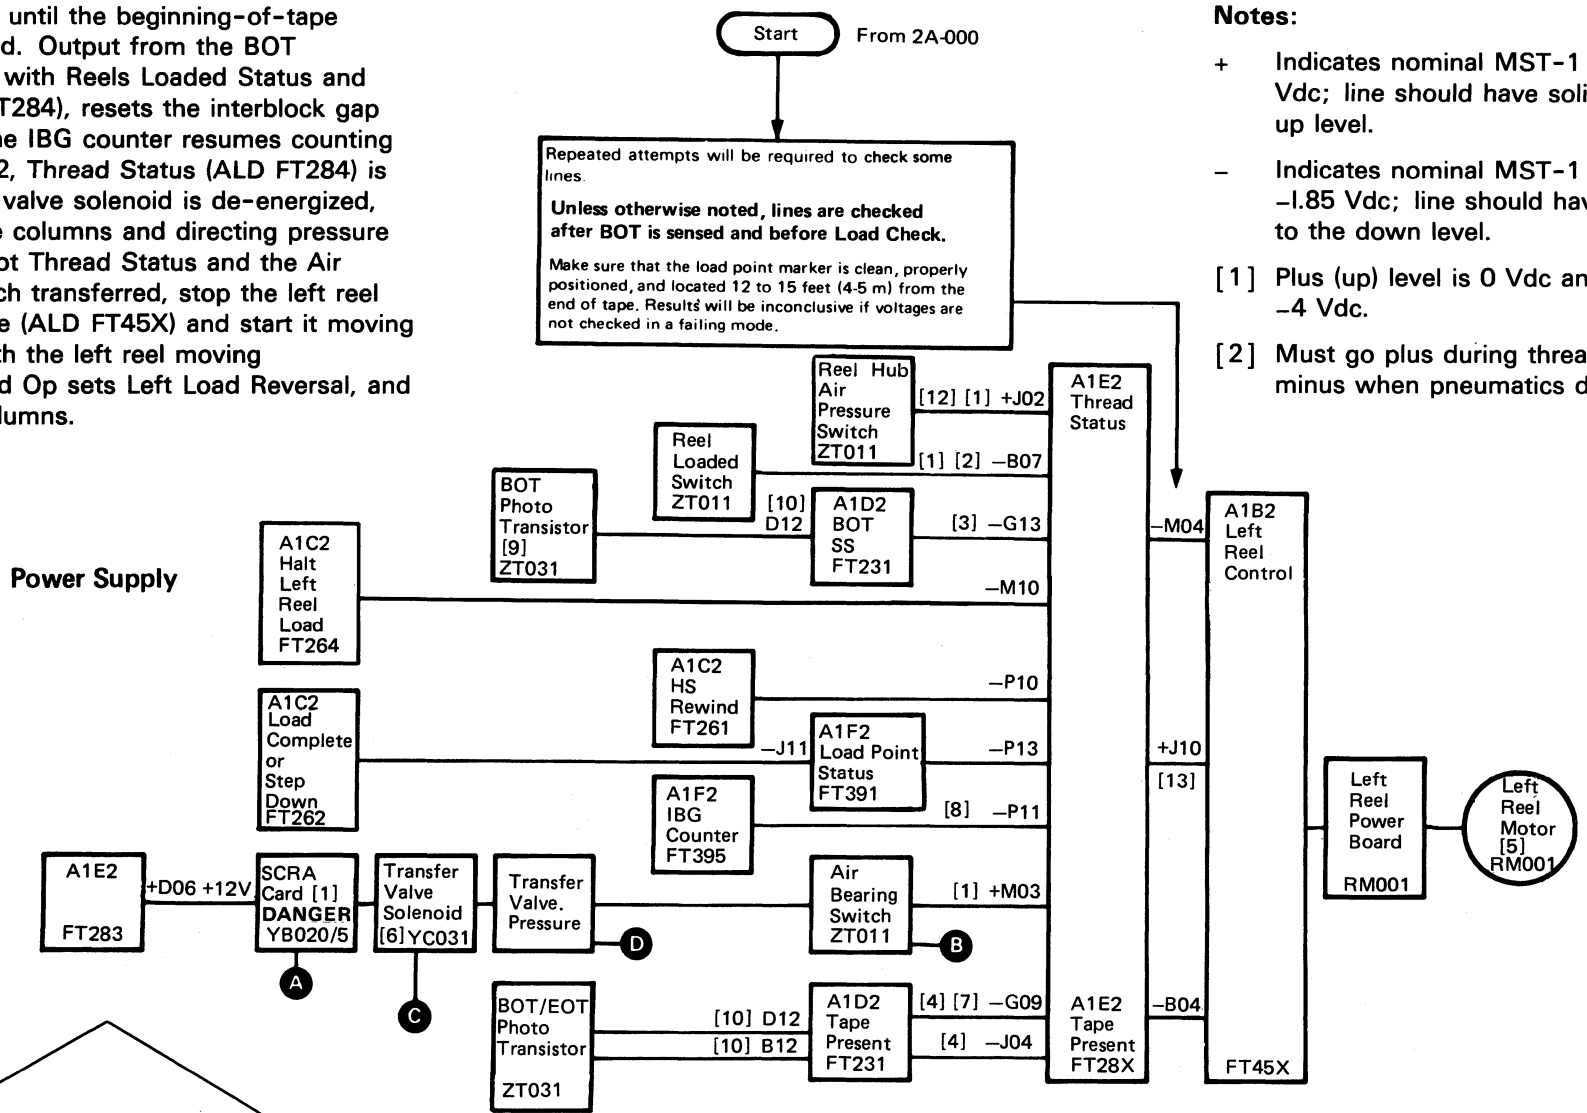 until the beginning-of-tape
d. Output from the BOT
with Reels Loaded Status and
T284), resets the interblock gap
ne IBG counter resumes counting
2, Thread Status (ALD FT284) is
valve solenoid is de-energized,
e columns and directing pressure
ot Thread Status and the Air
ch transferred, stop the left reel
e (ALD FT45X) and start it moving
th the left reel moving
d Op sets Left Load Reversal, and
lumns.
Power Supply
Start
From 2A-000
Repeated attempts will be required to check some
lines.
Unless otherwise noted, lines are checked
after BOT is sensed and before Load Check.
Make sure that the load point marker is clean, properly
positioned, and located 12 to 15 feet (4-5 m) from the
end of tape. Results will be inconclusive if voltages are
not checked in a failing mode.
Notes:
+ Indicates nominal MST-1
Vdc; line should have soli
up level.
– Indicates nominal MST-1
-l.85 Vdc; line should hav
to the down level.
[1] Plus (up) level is 0 Vdc an
-4 Vdc.
[2] Must go plus during threa
minus when pneumatics d
Reel Hub
Air
Pressure
Switch
ZT011
[12] [1] +J02
Reel
Loaded
Switch
ZT011
[1] [2] –B07
BOT
Photo
Transistor
[9]
ZT031
[10]
D12
A1D2
BOT
SS
FT231
[3] –G13
A1C2
Halt
Left
Reel
Load
FT264
–M10
A1C2
HS
Rewind
FT261
–P10
A1C2
Load
Complete
or
Step
Down
FT262
–J11
A1F2
Load Point
Status
FT391
–P13
A1F2
IBG
Counter
FT395
[8] –P11
A1E2
FT283
+D06 +12V
SCRA
Card [1]
DANGER
YB020/5
A
Transfer
Valve
Solenoid
[6] YC031
C
Transfer
Valve.
Pressure
D
Air
Bearing
Switch
ZT011
[1] +M03
B
BOT/EOT
Photo
Transistor
ZT031
[10] D12
[10] B12
A1D2
Tape
Present
FT231
[4] [7] –G09
[4] –J04
A1E2
Thread
Status
A1E2
Tape
Present
FT28X
–M04
+J10
[13]
–B04
A1B2
Left
Reel
Control
FT45X
Left
Reel
Power
Board
RM001
Left
Reel
Motor
[5]
RM001